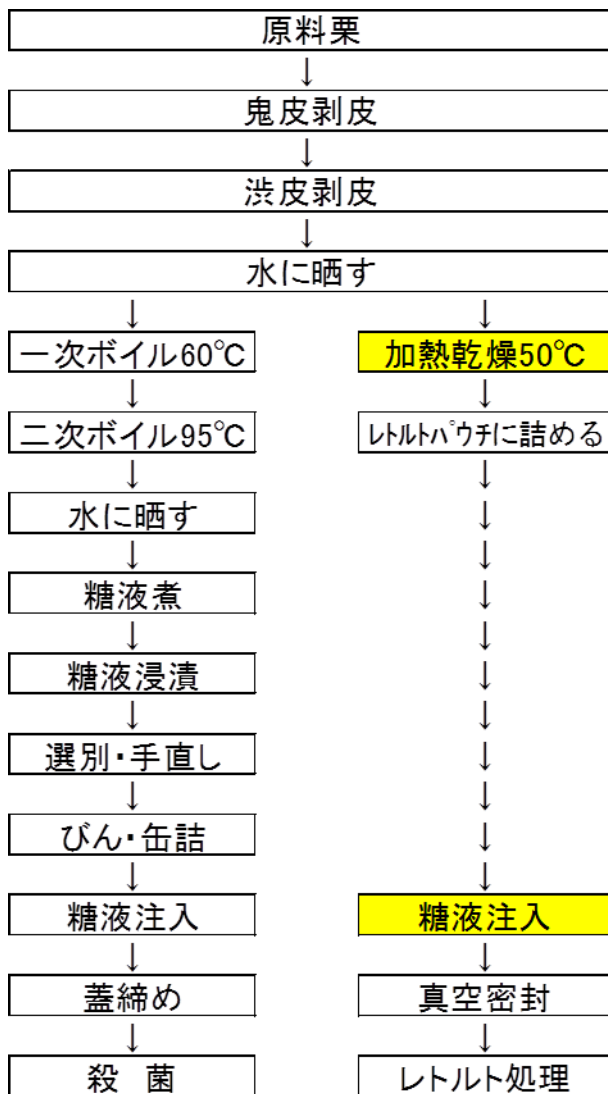 原料栗
↓
鬼皮剥皮
↓
渋皮剥皮
↓
水に晒す
↓ ↓
一次ボイル60℃ 加熱乾燥50℃
↓ ↓
二次ボイル95℃ ﾚﾄﾙﾄﾊﾟｳﾁに詰める
↓ ↓
水に晒す ↓
↓ ↓
糖液煮 ↓
↓ ↓
糖液浸漬 ↓
↓ ↓
選別・手直し ↓
↓ ↓
びん・缶詰 ↓
↓ ↓
糖液注入 糖液注入
↓ ↓
蓋締め 真空密封
↓ ↓
殺　菌 レトルト処理